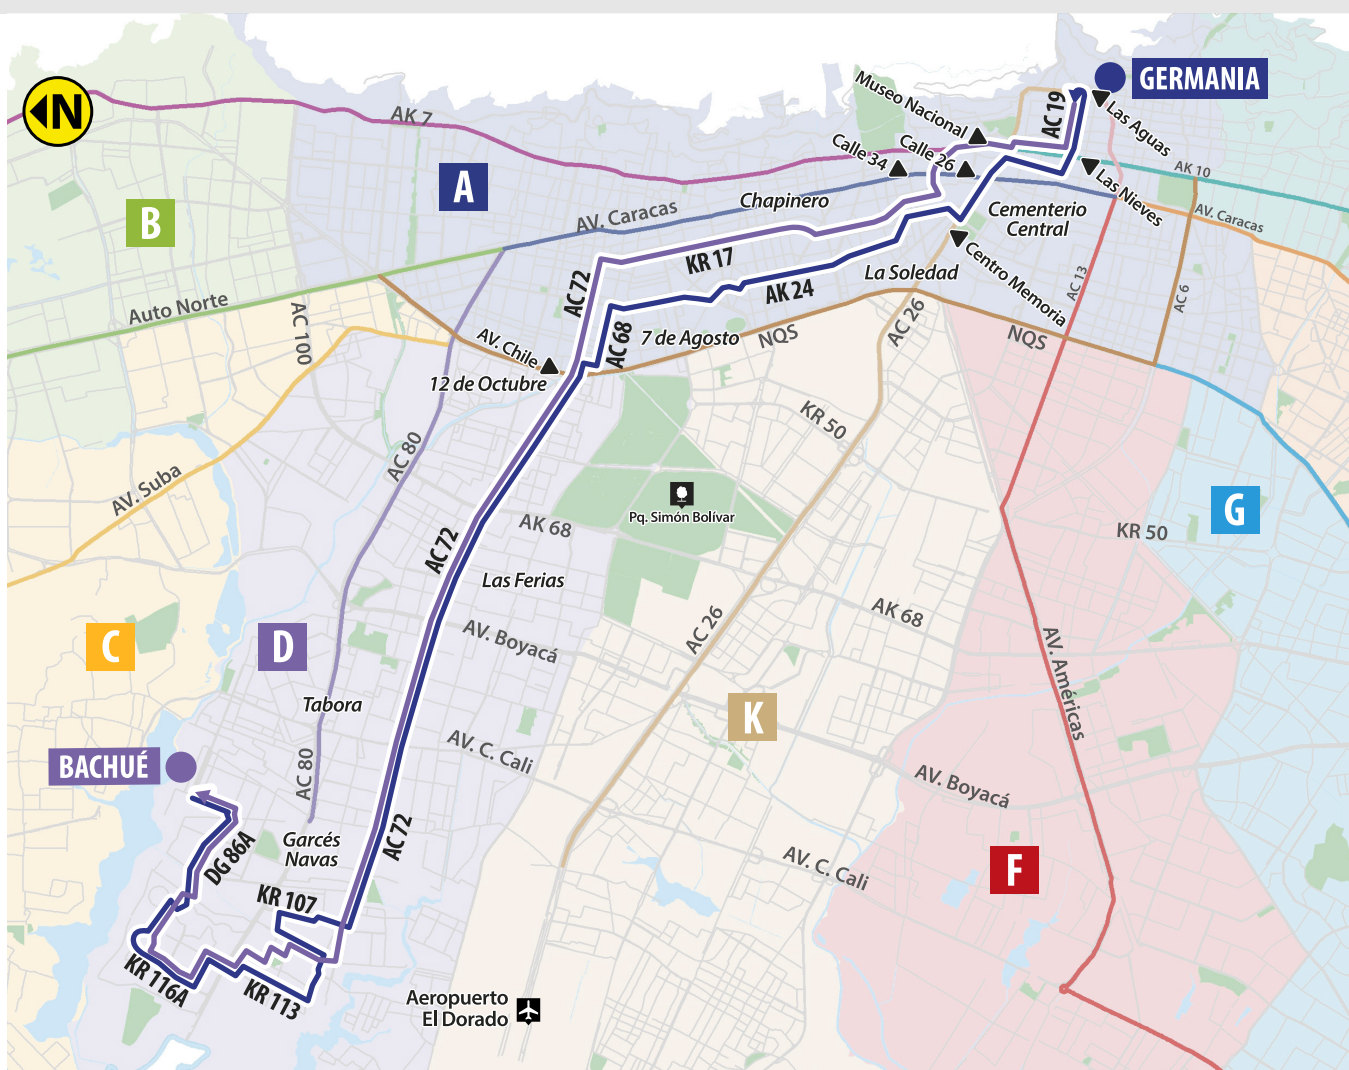 N
GERMANIA
AK 7
Museo Nacional
AC 19
Las Aguas
Calle 34
Calle 26
A
B
AK 10
Las Nieves
Chapinero
AV. Caracas
Cementerio
Central
AV. Caracas
KR 17
La Soledad
Centro Memoria
AC 13
AC 6
Auto Norte
AC 100
AC 72
AK 24
AC 68
7 de Agosto
NQS
AC 26
NQS
AV. Chile
12 de Octubre
KR 50
AC 80
AV. Suba
Pq. Simón Bolívar
G
KR 50
AK 68
AC 72
Las Ferias
AK 68
AC 26
C
D
AV. Boyacá
AV. Américas
Tabora
K
BACHUÉ
AC 80
AV. C. Cali
AV. Boyacá
Garcés
Navas
AC 72
DG 86A
AV. C. Cali
F
KR 107
KR 116A
KR 113
Aeropuerto
El Dorado